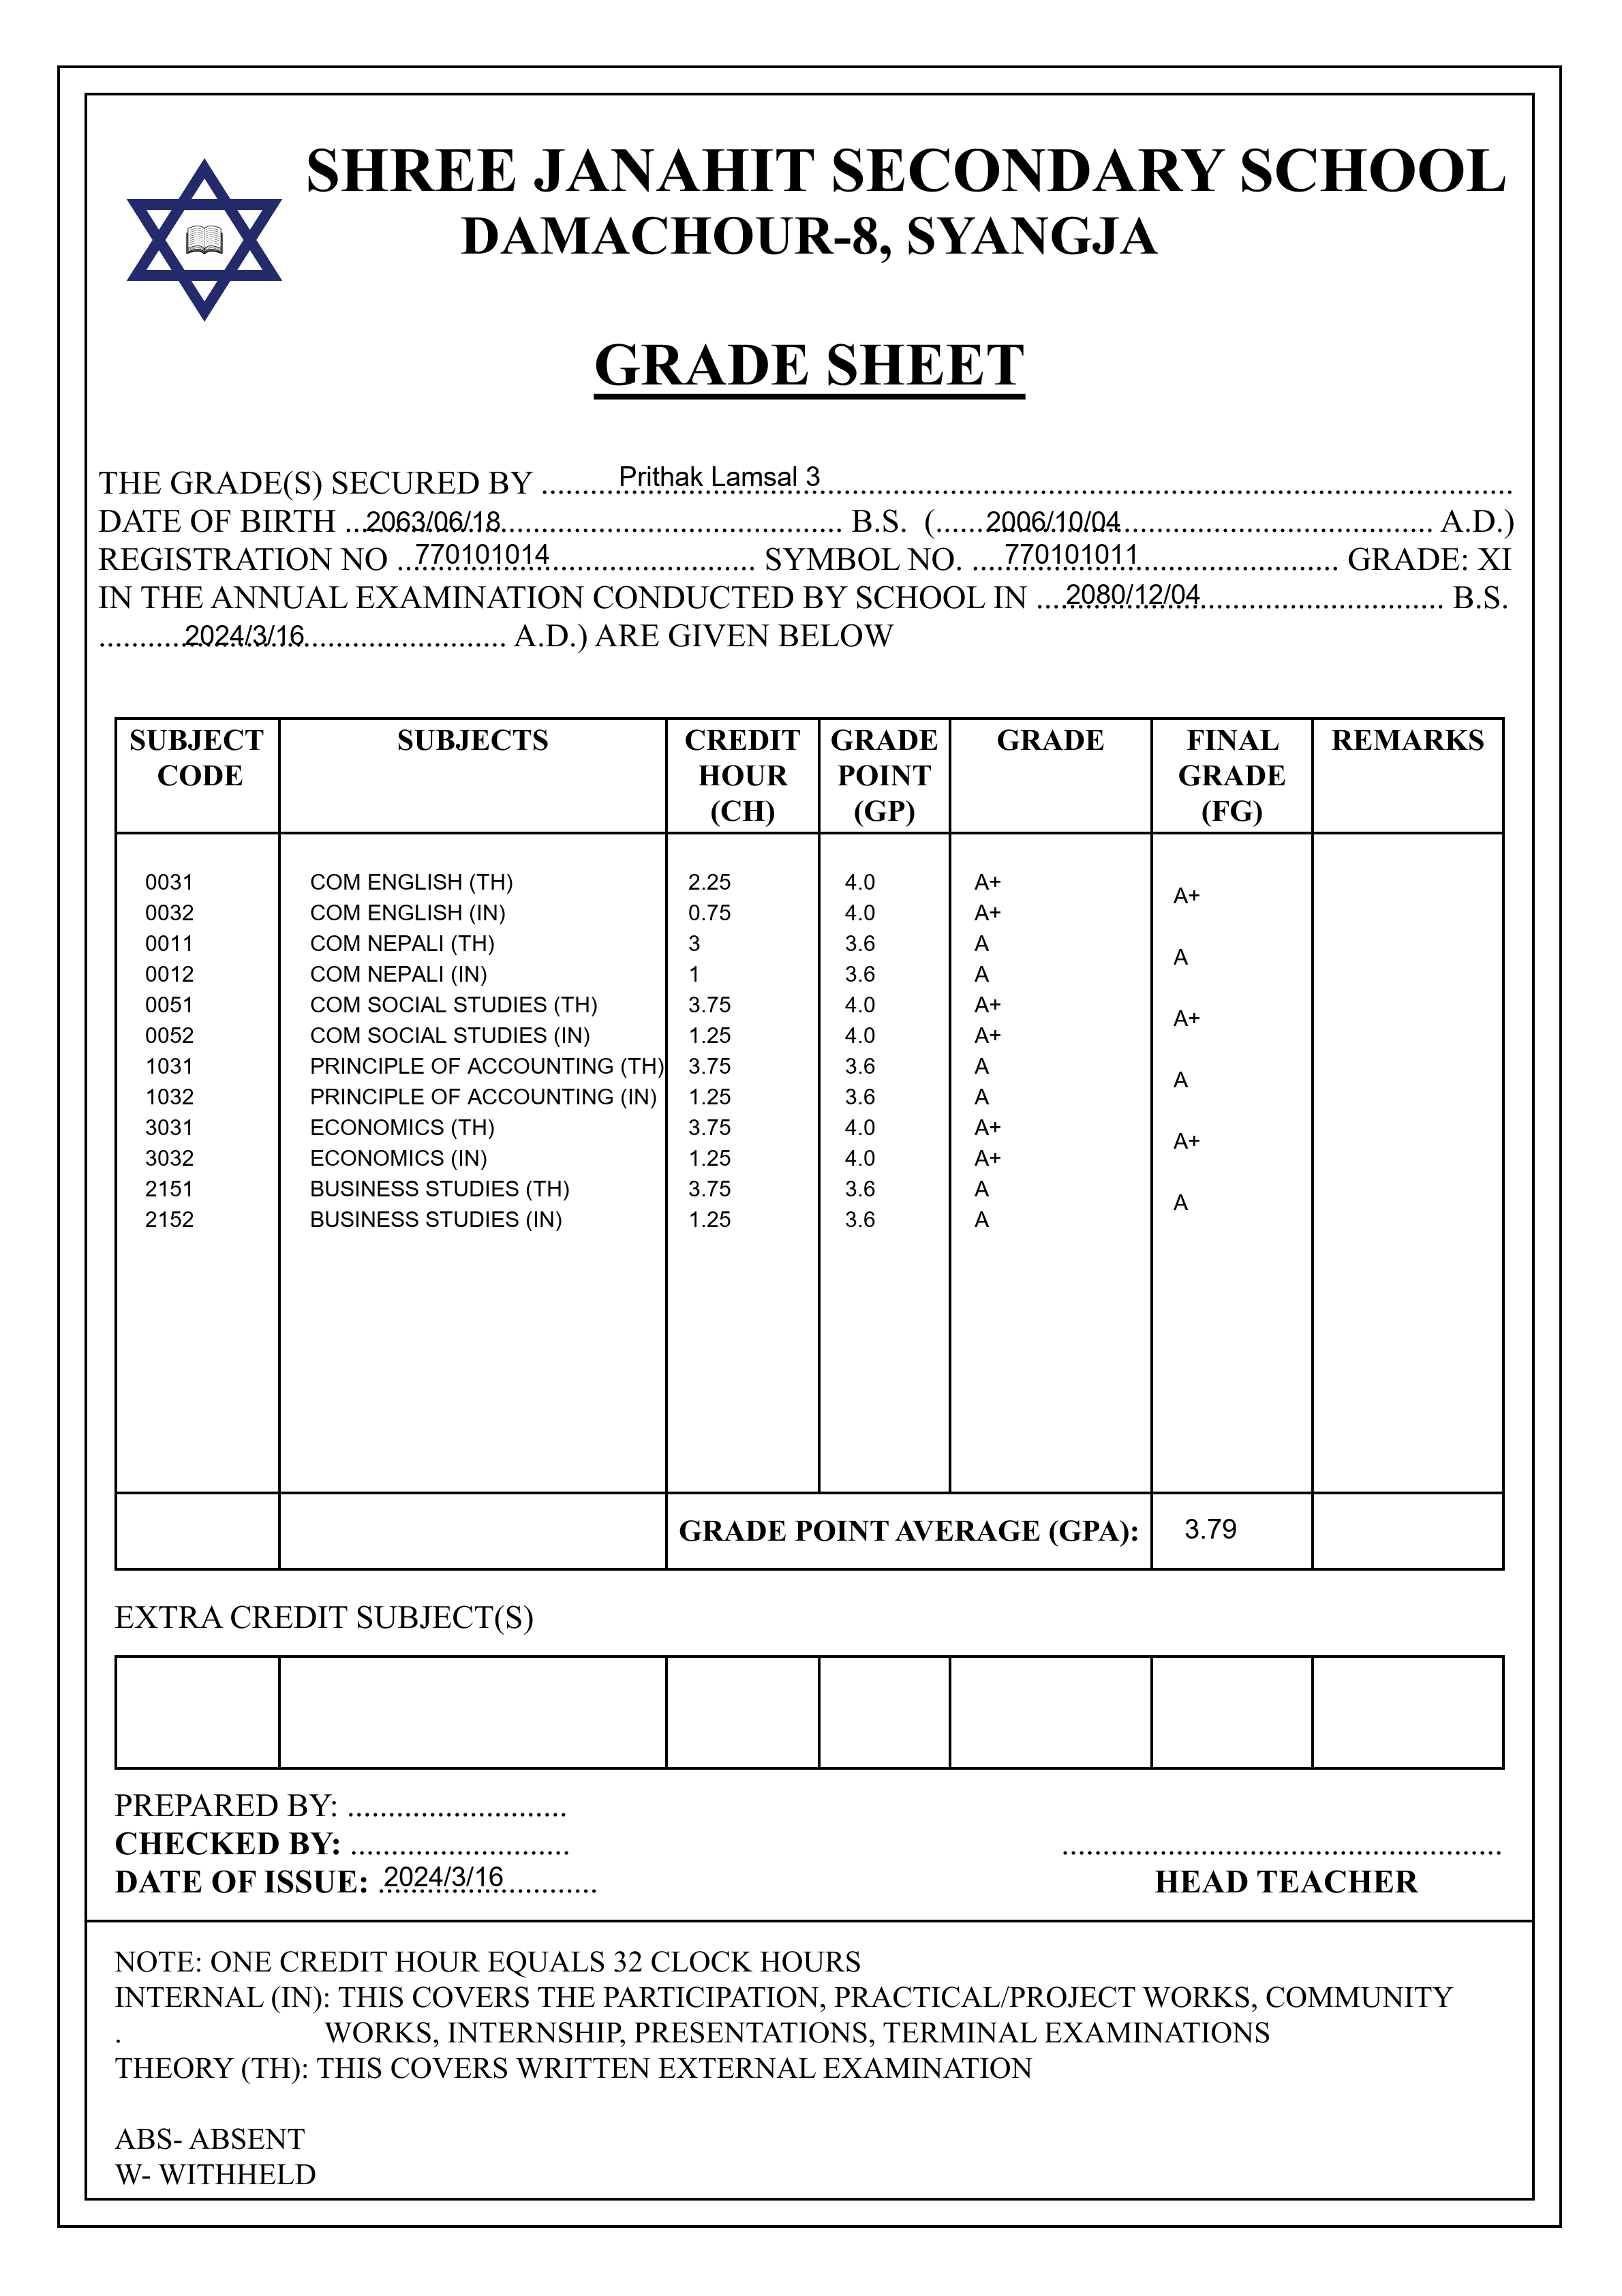 SHREE JANAHIT SECONDARY SCHOOL
DAMACHOUR-8, SYANGJA
GRADE SHEET
THE GRADE(S) SECURED BY ....Prithak Lamsal 3....
DATE OF BIRTH ....2063/06/18.... B.S. (....2006/10/04.... A.D.)
REGISTRATION NO ....770101014.... SYMBOL NO. ....770101011.... GRADE: XI
IN THE ANNUAL EXAMINATION CONDUCTED BY SCHOOL IN ....2080/12/04.... B.S.
....2024/3/16.... A.D.) ARE GIVEN BELOW
SUBJECT CODE SUBJECTS CREDIT HOUR (CH) GRADE POINT (GP) GRADE FINAL GRADE (FG) REMARKS
0031 COM ENGLISH (TH) 2.25 4.0 A+
A+
0032 COM ENGLISH (IN) 0.75 4.0 A+
0011 COM NEPALI (TH) 3 3.6 A
A
0012 COM NEPALI (IN) 1 3.6 A
0051 COM SOCIAL STUDIES (TH) 3.75 4.0 A+
A+
0052 COM SOCIAL STUDIES (IN) 1.25 4.0 A+
1031 PRINCIPLE OF ACCOUNTING (TH) 3.75 3.6 A
A
1032 PRINCIPLE OF ACCOUNTING (IN) 1.25 3.6 A
3031 ECONOMICS (TH) 3.75 4.0 A+
A+
3032 ECONOMICS (IN) 1.25 4.0 A+
2151 BUSINESS STUDIES (TH) 3.75 3.6 A
A
2152 BUSINESS STUDIES (IN) 1.25 3.6 A
GRADE POINT AVERAGE (GPA): 3.79
EXTRA CREDIT SUBJECT(S)
PREPARED BY: ...........................
CHECKED BY: ...........................
DATE OF ISSUE: ....2024/3/16....
HEAD TEACHER
NOTE: ONE CREDIT HOUR EQUALS 32 CLOCK HOURS
INTERNAL (IN): THIS COVERS THE PARTICIPATION, PRACTICAL/PROJECT WORKS, COMMUNITY
. WORKS, INTERNSHIP, PRESENTATIONS, TERMINAL EXAMINATIONS
THEORY (TH): THIS COVERS WRITTEN EXTERNAL EXAMINATION
ABS- ABSENT
W- WITHHELD